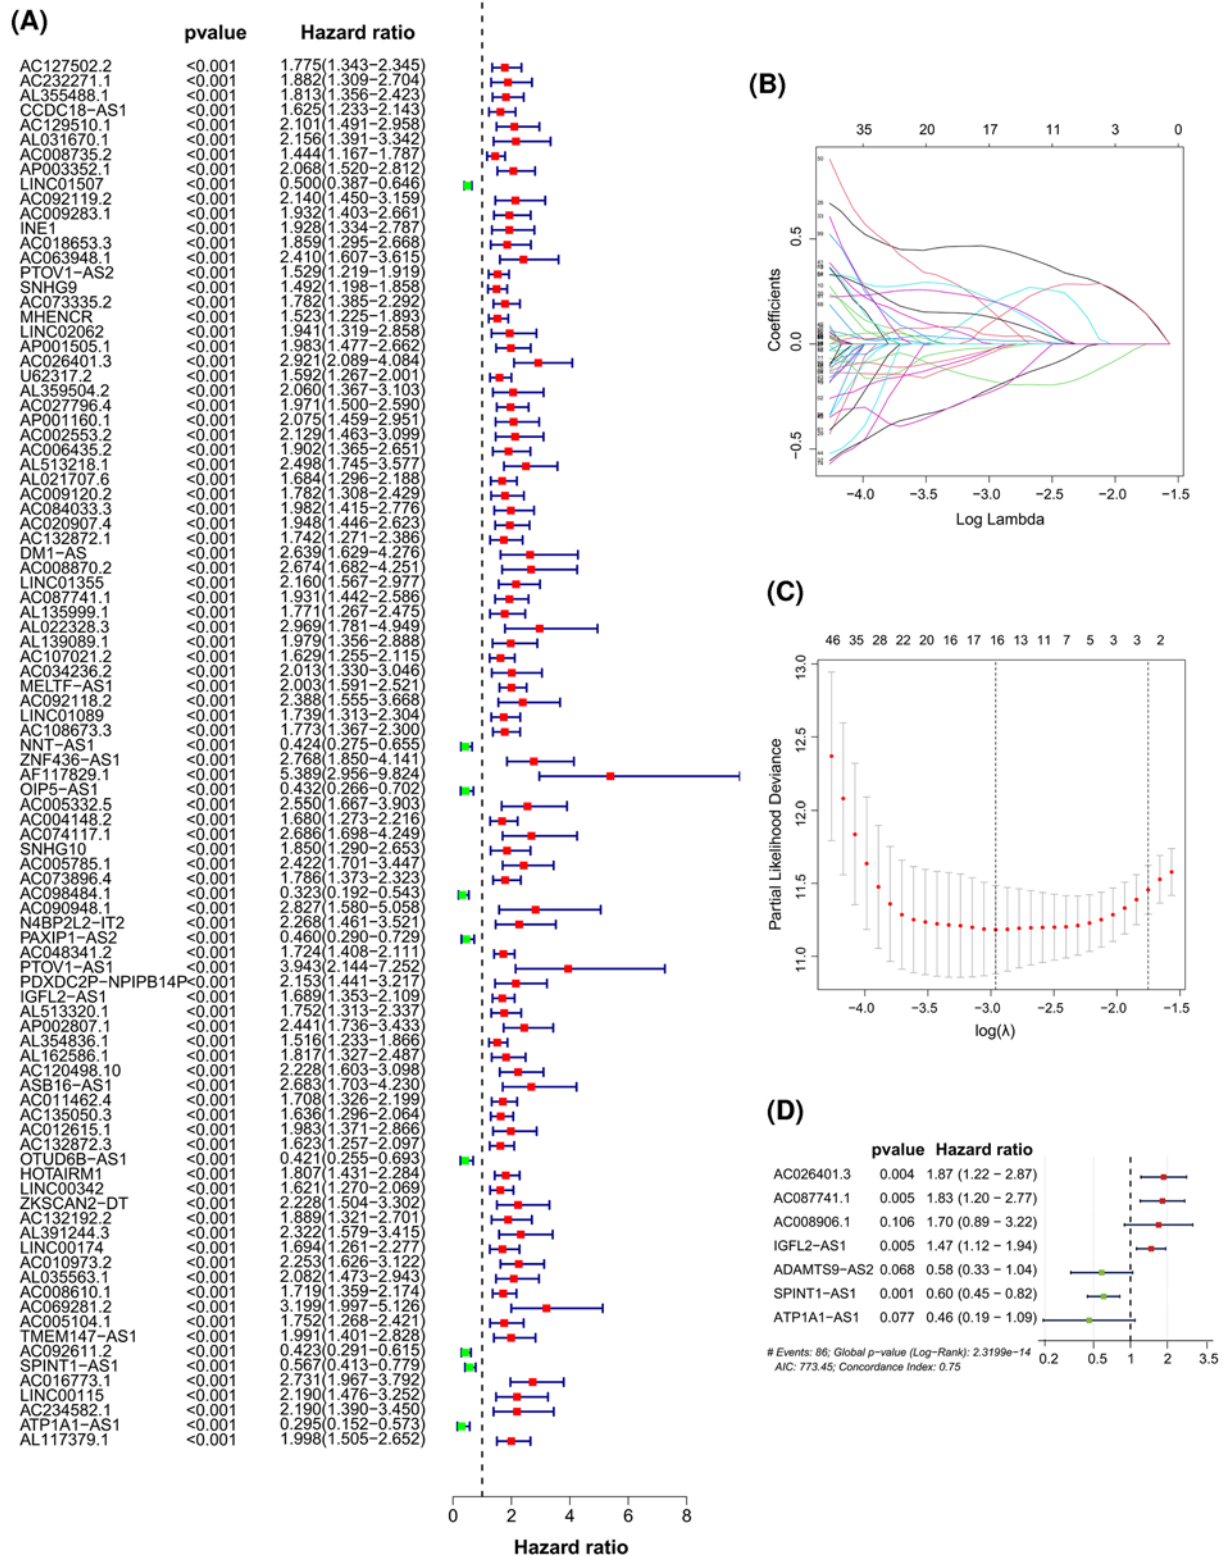 (A)
pvalue Hazard ratio
AC127502.2 <0.001 1.775(1.343−2.345)
AC232271.1 <0.001 1.882(1.309−2.704)
AL355488.1 <0.001 1.813(1.356−2.423)
CCDC18−AS1 <0.001 1.625(1.233−2.143)
AC129510.1 <0.001 2.101(1.491−2.958)
AL031670.1 <0.001 2.156(1.391−3.342)
AC008735.2 <0.001 1.444(1.167−1.787)
AP003352.1 <0.001 2.068(1.520−2.812)
LINC01507 <0.001 0.500(0.387−0.646)
AC092119.2 <0.001 2.140(1.450−3.159)
AC009283.1 <0.001 1.932(1.403−2.661)
INE1 <0.001 1.928(1.334−2.787)
AC018653.3 <0.001 1.859(1.295−2.668)
AC063948.1 <0.001 2.410(1.607−3.615)
PTOV1−AS2 <0.001 1.529(1.219−1.919)
SNHG9 <0.001 1.492(1.198−1.858)
AC073335.2 <0.001 1.782(1.385−2.292)
MHENCR <0.001 1.523(1.225−1.893)
LINC02062 <0.001 1.941(1.319−2.858)
AP001505.1 <0.001 1.983(1.477−2.662)
AC026401.3 <0.001 2.921(2.089−4.084)
U62317.2 <0.001 1.592(1.267−2.001)
AL359504.2 <0.001 2.060(1.367−3.103)
AC027796.4 <0.001 1.971(1.500−2.590)
AP001160.1 <0.001 2.075(1.459−2.951)
AC002553.2 <0.001 2.129(1.463−3.099)
AC006435.2 <0.001 1.902(1.365−2.651)
AL513218.1 <0.001 2.498(1.745−3.577)
AL021707.6 <0.001 1.684(1.296−2.188)
AC009120.2 <0.001 1.782(1.308−2.429)
AC084033.3 <0.001 1.982(1.415−2.776)
AC020907.4 <0.001 1.948(1.446−2.623)
AC132872.1 <0.001 1.742(1.271−2.386)
DM1−AS <0.001 2.639(1.629−4.276)
AC008870.2 <0.001 2.674(1.682−4.251)
LINC01355 <0.001 2.160(1.567−2.977)
AC087741.1 <0.001 1.931(1.442−2.586)
AL135999.1 <0.001 1.771(1.267−2.475)
AL022328.3 <0.001 2.969(1.781−4.949)
AL139089.1 <0.001 1.979(1.356−2.888)
AC107021.2 <0.001 1.629(1.255−2.115)
AC034236.2 <0.001 2.013(1.330−3.046)
MELTF−AS1 <0.001 2.003(1.591−2.521)
AC092118.2 <0.001 2.388(1.555−3.668)
LINC01089 <0.001 1.739(1.313−2.304)
AC108673.3 <0.001 1.773(1.367−2.300)
NNT−AS1 <0.001 0.424(0.275−0.655)
ZNF436−AS1 <0.001 2.768(1.850−4.141)
AF117829.1 <0.001 5.389(2.956−9.824)
OIP5−AS1 <0.001 0.432(0.266−0.702)
AC005332.5 <0.001 2.550(1.667−3.903)
AC004148.2 <0.001 1.680(1.273−2.216)
AC074117.1 <0.001 2.686(1.698−4.249)
SNHG10 <0.001 1.850(1.290−2.653)
AC005785.1 <0.001 2.422(1.701−3.447)
AC073896.4 <0.001 1.786(1.373−2.323)
AC098484.1 <0.001 0.323(0.192−0.543)
AC090948.1 <0.001 2.827(1.580−5.058)
N4BP2L2−IT2 <0.001 2.268(1.461−3.521)
PAXIP1−AS2 <0.001 0.460(0.290−0.729)
AC048341.2 <0.001 1.724(1.408−2.111)
PTOV1−AS1 <0.001 3.943(2.144−7.252)
PDXDC2P−NPIPB14P<0.001 2.153(1.441−3.217)
IGFL2−AS1 <0.001 1.689(1.353−2.109)
AL513320.1 <0.001 1.752(1.313−2.337)
AP002807.1 <0.001 2.441(1.736−3.433)
AL354836.1 <0.001 1.516(1.233−1.866)
AL162586.1 <0.001 1.817(1.327−2.487)
AC120498.10 <0.001 2.228(1.603−3.098)
ASB16−AS1 <0.001 2.683(1.703−4.230)
AC011462.4 <0.001 1.708(1.326−2.199)
AC135050.3 <0.001 1.636(1.296−2.064)
AC012615.1 <0.001 1.983(1.371−2.866)
AC132872.3 <0.001 1.623(1.257−2.097)
OTUD6B−AS1 <0.001 0.421(0.255−0.693)
HOTAIRM1 <0.001 1.807(1.431−2.284)
LINC00342 <0.001 1.621(1.270−2.069)
ZKSCAN2−DT <0.001 2.228(1.504−3.302)
AC132192.2 <0.001 1.889(1.321−2.701)
AL391244.3 <0.001 2.322(1.579−3.415)
LINC00174 <0.001 1.694(1.261−2.277)
AC010973.2 <0.001 2.253(1.626−3.122)
AL035563.1 <0.001 2.082(1.473−2.943)
AC008610.1 <0.001 1.719(1.359−2.174)
AC069281.2 <0.001 3.199(1.997−5.126)
AC005104.1 <0.001 1.752(1.268−2.421)
TMEM147−AS1 <0.001 1.991(1.401−2.828)
AC092611.2 <0.001 0.423(0.291−0.615)
SPINT1−AS1 <0.001 0.567(0.413−0.779)
AC016773.1 <0.001 2.731(1.967−3.792)
LINC00115 <0.001 2.190(1.476−3.252)
AC234582.1 <0.001 2.190(1.390−3.450)
ATP1A1−AS1 <0.001 0.295(0.152−0.573)
AL117379.1 <0.001 1.998(1.505−2.652)
0 2 4 6 8
Hazard ratio
(B)
35 20 17 11 3 0
0.5
0.0
−0.5
Coefficients
−4.0 −3.5 −3.0 −2.5 −2.0 −1.5
Log Lambda
(C)
46 35 28 22 20 16 17 16 13 11 7 5 3 3 2
13.0
12.5
12.0
11.5
11.0
Partial Likelihood Deviance
−4.0 −3.5 −3.0 −2.5 −2.0 −1.5
log(λ)
(D)
pvalue Hazard ratio
AC026401.3 0.004 1.87 (1.22 − 2.87)
AC087741.1 0.005 1.83 (1.20 − 2.77)
AC008906.1 0.106 1.70 (0.89 − 3.22)
IGFL2−AS1 0.005 1.47 (1.12 − 1.94)
ADAMTS9−AS2 0.068 0.58 (0.33 − 1.04)
SPINT1−AS1 0.001 0.60 (0.45 − 0.82)
ATP1A1−AS1 0.077 0.46 (0.19 − 1.09)
# Events: 86; Global p−value (Log−Rank): 2.3199e−14
AIC: 773.45; Concordance Index: 0.75
0.2 0.5 1 2 3.5